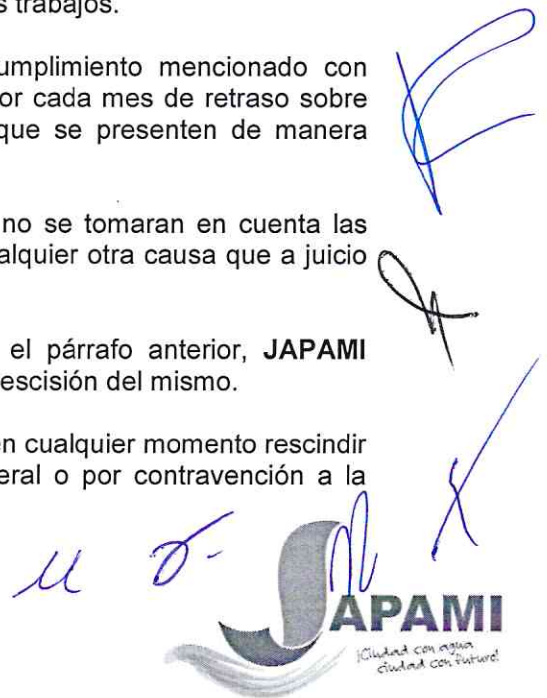 s trabajos.
umplimiento mencionado con
or cada mes de retraso sobre
que se presenten de manera
no se tomaran en cuenta las
alquier otra causa que a juicio
el párrafo anterior, JAPAMI
escisión del mismo.
en cualquier momento rescindir
eral o por contravención a la
JAPAMI
¡Ciudad con agua
ciudad con futuro!